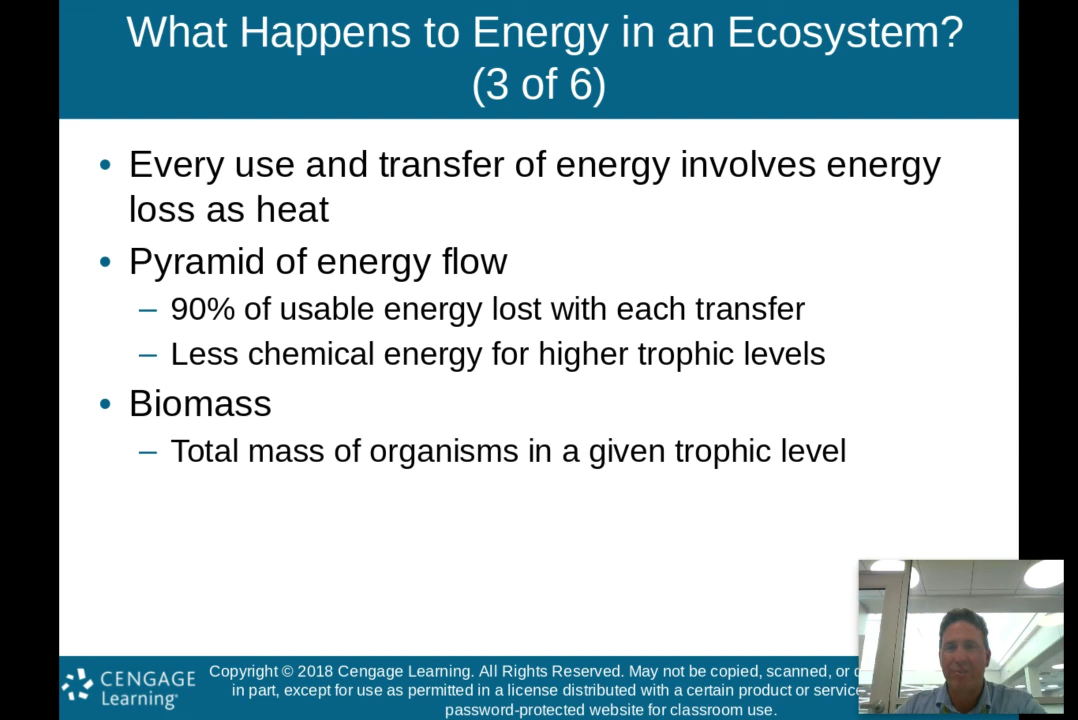 What Happens to Energy in an Ecosystem?
(3 of 6)
• Every use and transfer of energy involves energy
loss as heat
• Pyramid of energy flow
– 90% of usable energy lost with each transfer
– Less chemical energy for higher trophic levels
• Biomass
– Total mass of organisms in a given trophic level
CENGAGE
Learning
Copyright © 2018 Cengage Learning. All Rights Reserved. May not be copied, scanned, or
in part, except for use as permitted in a license distributed with a certain product or service
password-protected website for classroom use.